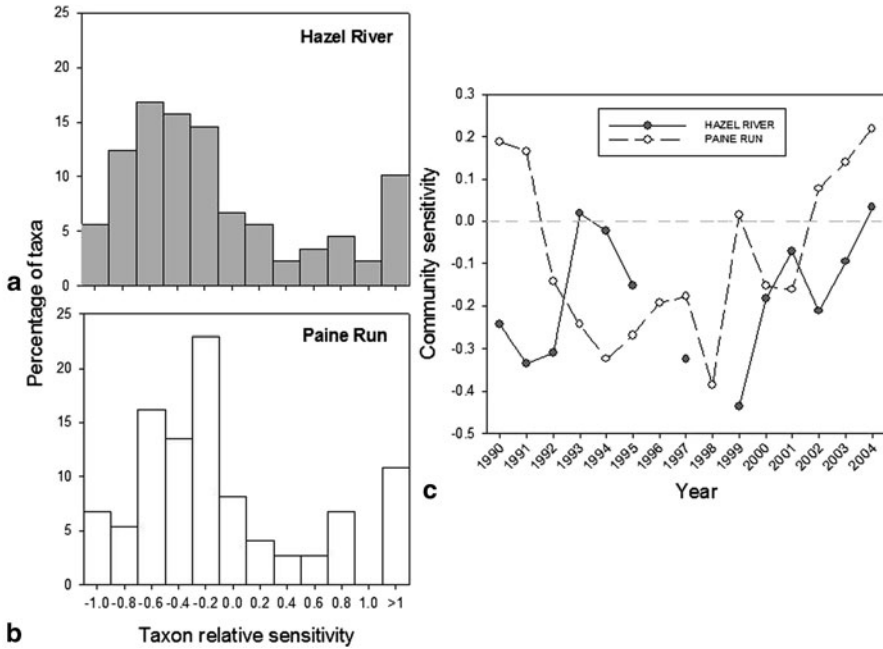 a
Percentage of taxa
25
20
15
10
5
0
Hazel River
b
25
20
15
10
5
0
Paine Run
-1.0 -0.8 -0.6 -0.4 -0.2 0.0 0.2 0.4 0.6 0.8 1.0 >1
Taxon relative sensitivity
c
Community sensitivity
0.3
0.2
0.1
0.0
-0.1
-0.2
-0.3
-0.4
-0.5
HAZEL RIVER
PAINE RUN
1990 1991 1992 1993 1994 1995 1996 1997 1998 1999 2000 2001 2002 2003 2004
Year